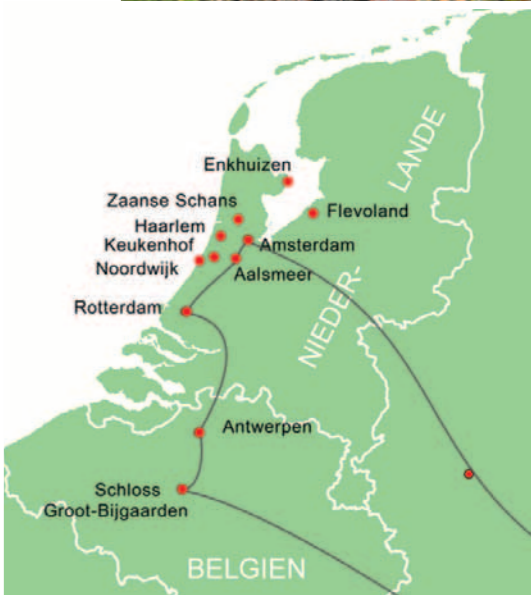 Enkhuizen
LANDE
Zaanse Schans
Flevoland
Haarlem
Keukenhof
Amsterdam
Noordwijk
Aalsmeer
Rotterdam
NIEDER-
Antwerpen
Schloss
Groot-Bijgaarden
BELGIEN